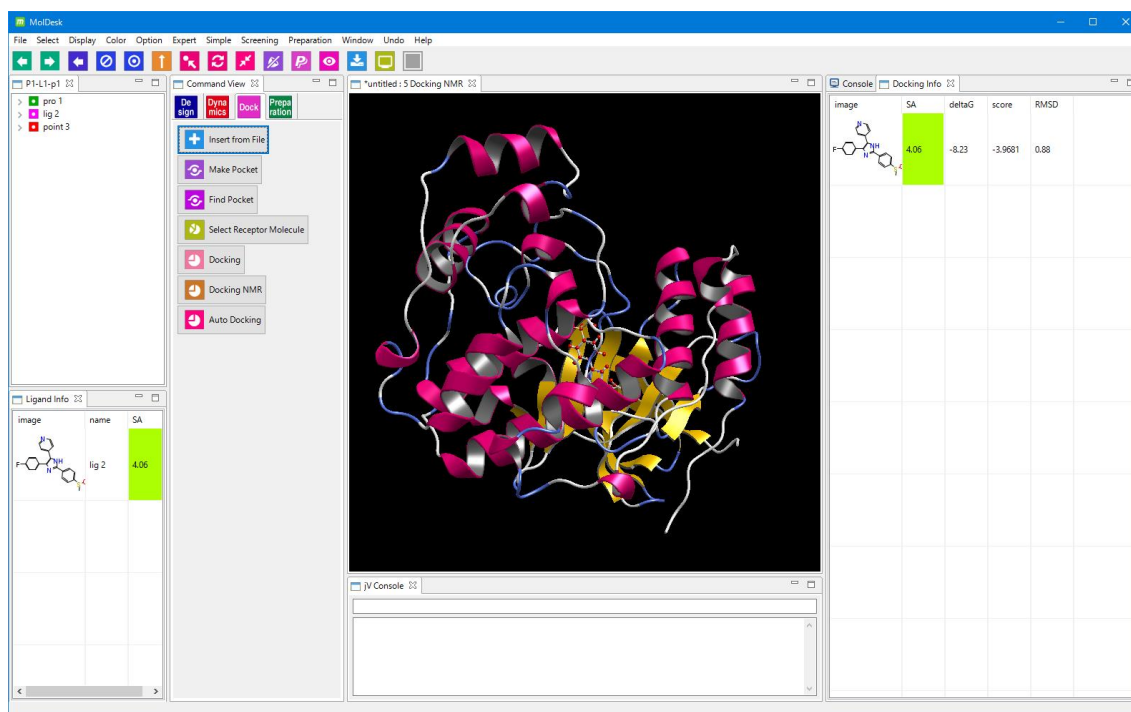 MolDesk
File Select Display Color Option Expert Simple Screening Preparation Window Undo Help
P1-L1-p1
pro 1
lig 2
point 3
Command View
De sign
Dyna mics
Dock
Prepa ration
Insert from File
Make Pocket
Find Pocket
Select Receptor Molecule
Docking
Docking NMR
Auto Docking
*untitled : 5 Docking NMR
Console
Docking Info
image SA deltaG score RMSD
4.06 -8.23 -3.9681 0.88
N
F
NH
N
Ligand Info
image name SA
lig 2 4.06
N
F
NH
N
jV Console